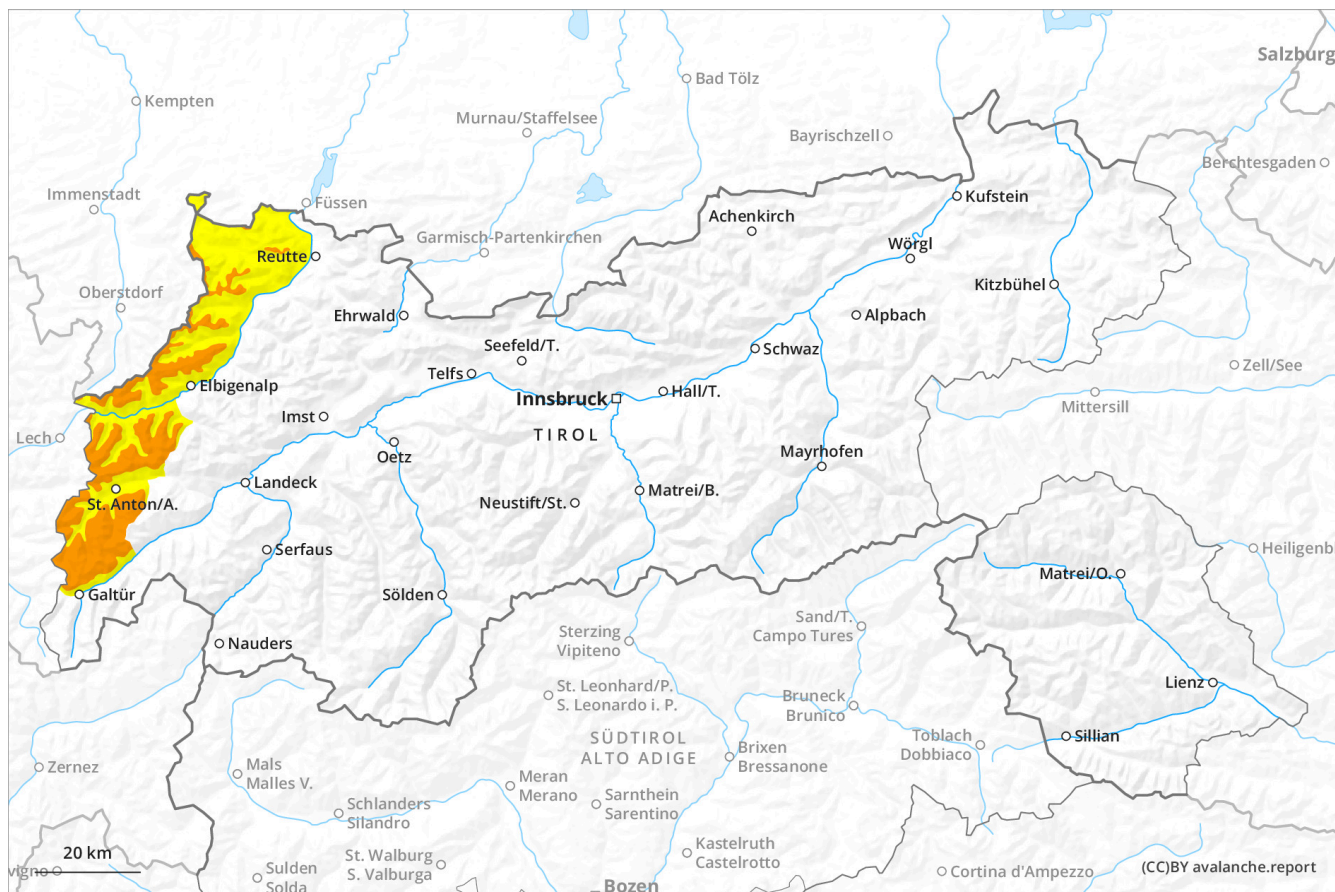 Salzburg
Bad Tölz
Kempten
Murnau/Staffelsee
Bayrischzell
Berchtesgaden
Immenstadt
Füssen
Kufstein
Achenkirch
Garmisch-Partenkirchen
Wörgl
Reutte
Kitzbühel
Oberstdorf
Ehrwald
Alpbach
Seefeld/T.
Schwaz
Telfs
Zell/See
Elbigenalp
Innsbruck
Hall/T.
Mittersill
Imst
TIROL
Lech
Oetz
Mayrhofen
Landeck
Matrei/B.
St. Anton/A.
Neustift/St.
Serfaus
Heiligenb
Matrei/O.
Galtür
Sölden
Sand/T.
Campo Tures
Sterzing
Vipiteno
Nauders
Lienz
St. Leonhard/P.
S. Leonardo i. P.
Bruneck
Brunico
Sillian
SÜDTIROL
ALTO ADIGE
Toblach
Dobbiaco
Brixen
Bressanone
Zernez
Mals
Malles V.
Meran
Merano
Sarnthein
Sarentino
Schlanders
Silandro
20 km
Kastelruth
Castelrotto
St. Walburg
S. Valburga
vigno
Sulden
Solda
Cortina d'Ampezzo
(CC)BY avalanche.report
Bozen